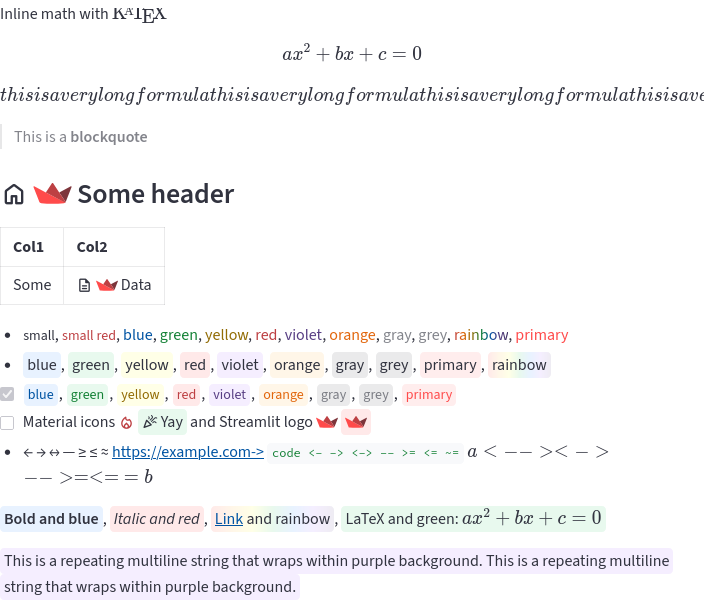 Inline math with KATEX
ax² + bx + c = 0
thisisaverylongformulathisisaverylongformulathisisaverylongformulathisisave
This is a blockquote
Some header
Col1 Col2
Some Data
small, small red, blue, green, yellow, red, violet, orange, gray, grey, rainbow, primary
blue , green , yellow , red , violet , orange , gray , grey , primary , rainbow
blue , green , yellow , red , violet , orange , gray , grey , primary
Material icons Yay and Streamlit logo
← → ↔ — ≥ ≤ ≈ https://example.com-> code <- -> <-> -- >= <= ~= a < −− >< − >
−− >=<= = b
Bold and blue , Italic and red , Link and rainbow , LaTeX and green: ax² + bx + c = 0
This is a repeating multiline string that wraps within purple background. This is a repeating multiline
string that wraps within purple background.